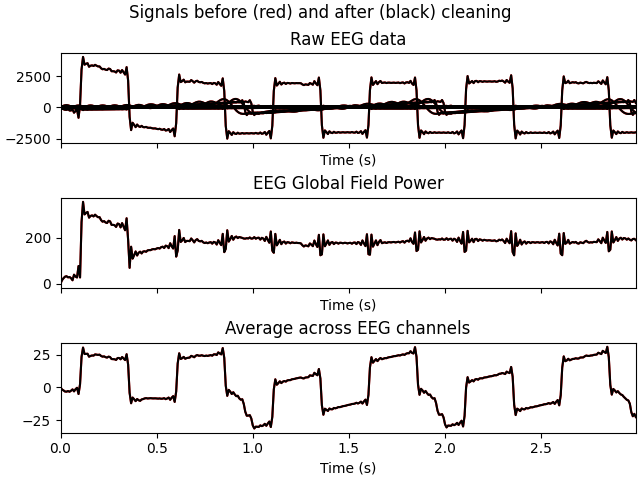 Signals before (red) and after (black) cleaning
Raw EEG data
2500
0
−2500
Time (s)
EEG Global Field Power
200
0
Time (s)
Average across EEG channels
25
0
−25
0.0 0.5 1.0 1.5 2.0 2.5
Time (s)